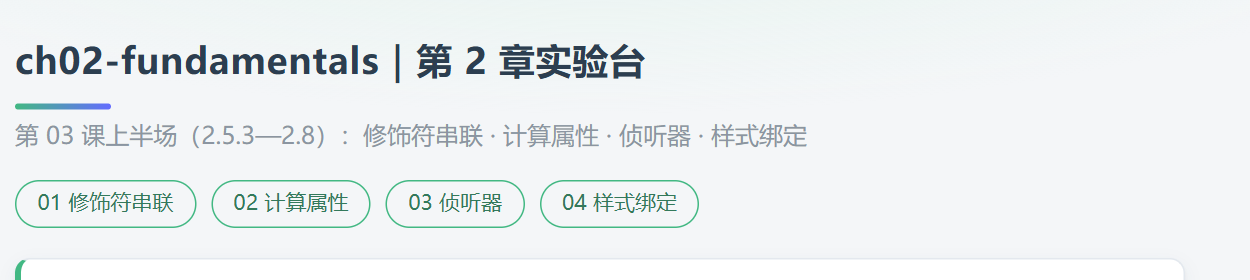 ch02-fundamentals | 第 2 章实验台
第 03 课上半场（2.5.3—2.8）：修饰符串联 · 计算属性 · 侦听器 · 样式绑定
01 修饰符串联
02 计算属性
03 侦听器
04 样式绑定